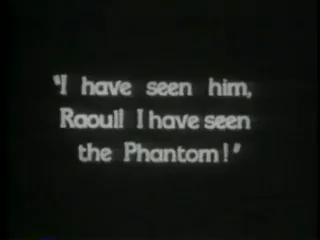 "I have seen him,
Raoul! I have seen
the Phantom!"